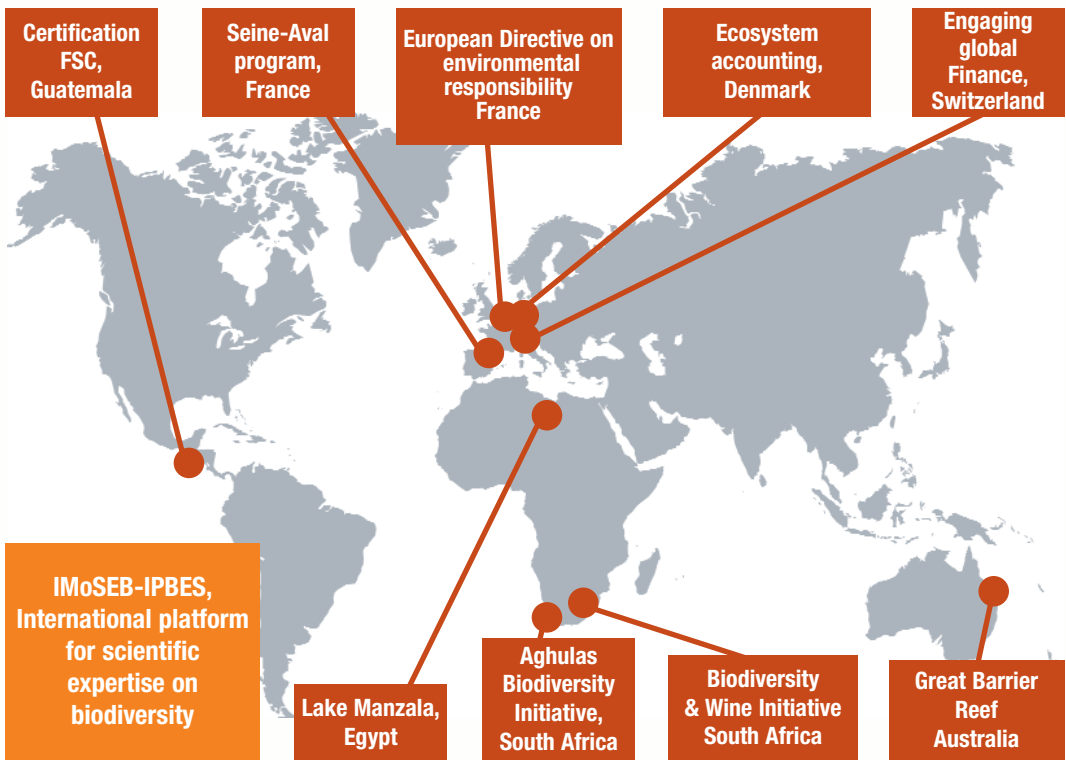 Certification
FSC,
Guatemala
Seine-Aval
program,
France
European Directive on
environmental
responsibility
France
Ecosystem
accounting,
Denmark
Engaging
global
Finance,
Switzerland
IMoSEB-IPBES,
International platform
for scientific
expertise on
biodiversity
Lake Manzala,
Egypt
Aghulas
Biodiversity
Initiative,
South Africa
Biodiversity
& Wine Initiative
South Africa
Great Barrier
Reef
Australia